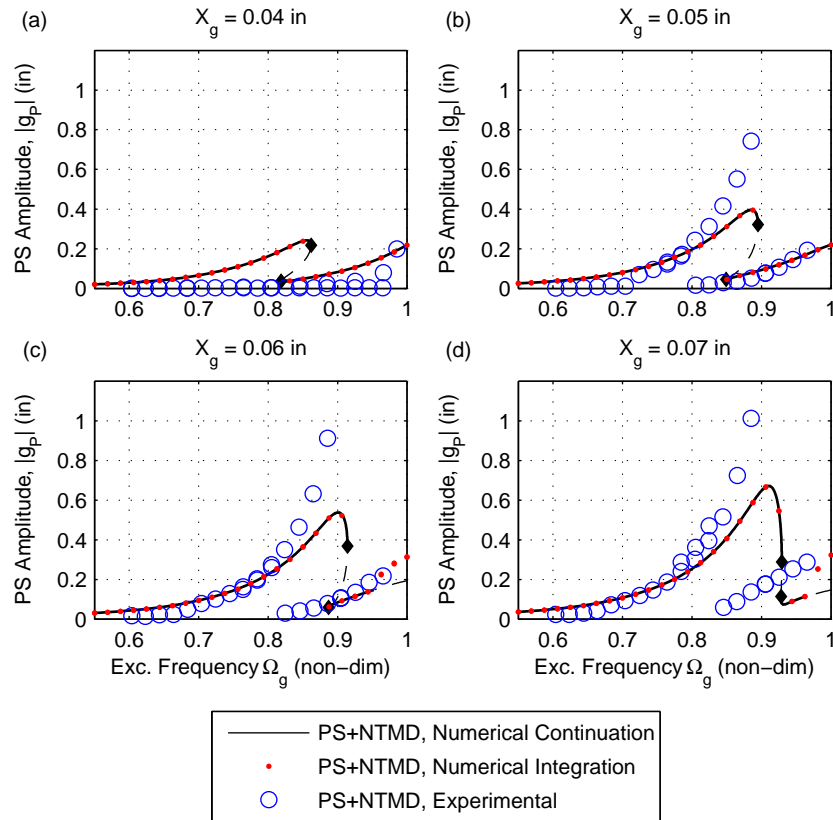 (a) X_g = 0.04 in
(b) X_g = 0.05 in
PS Amplitude, |g_P| (in)
1
0.8
0.6
0.4
0.2
0
0.6 0.7 0.8 0.9 1
PS Amplitude, |g_P| (in)
1
0.8
0.6
0.4
0.2
0
0.6 0.7 0.8 0.9 1
(c) X_g = 0.06 in
(d) X_g = 0.07 in
PS Amplitude, |g_P| (in)
1
0.8
0.6
0.4
0.2
0
0.6 0.7 0.8 0.9 1
Exc. Frequency Ω_g (non−dim)
PS Amplitude, |g_P| (in)
1
0.8
0.6
0.4
0.2
0
0.6 0.7 0.8 0.9 1
Exc. Frequency Ω_g (non−dim)
PS+NTMD, Numerical Continuation
PS+NTMD, Numerical Integration
PS+NTMD, Experimental